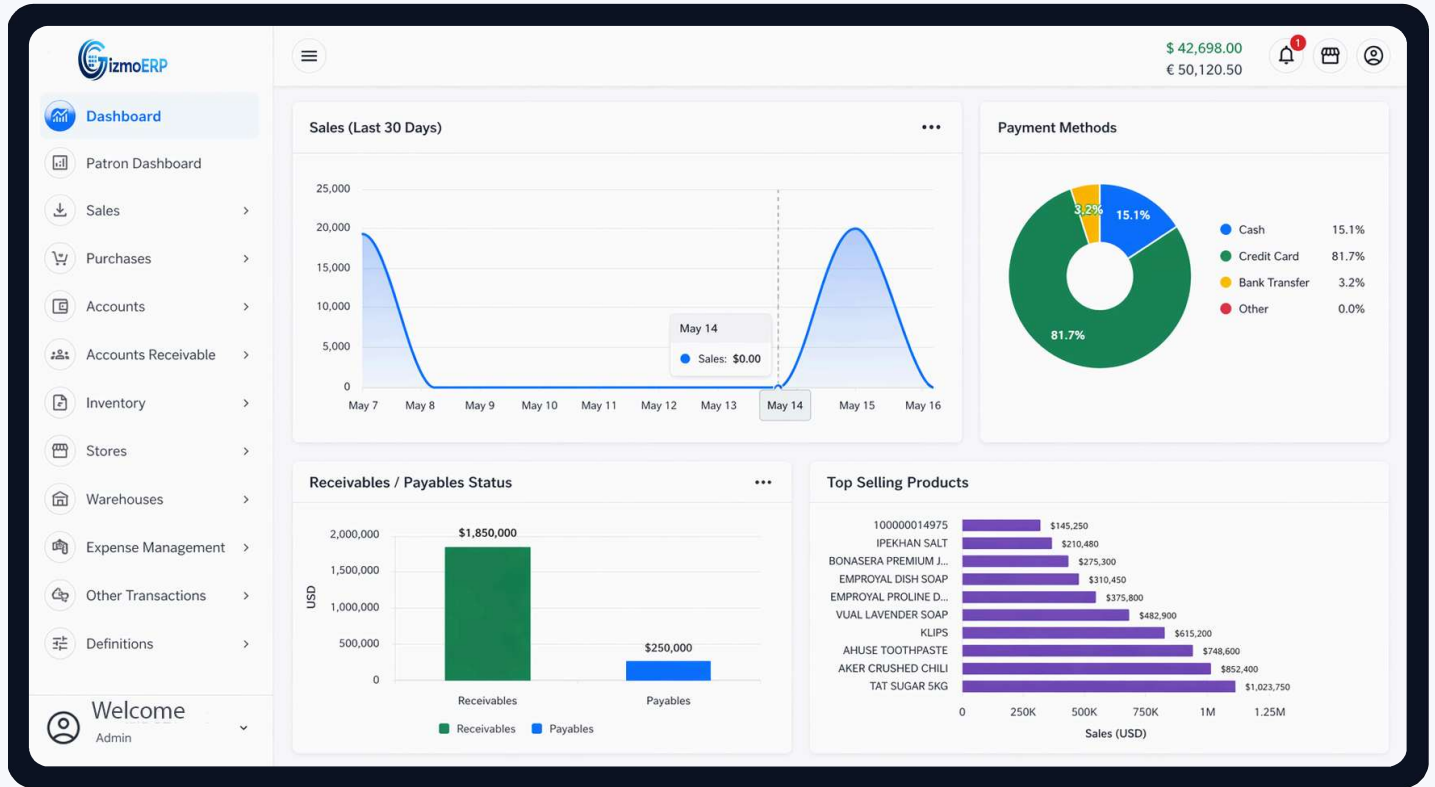 GizmoERP
$ 42,698.00
€ 50,120.50
1
Dashboard
Patron Dashboard
Sales
Purchases
Accounts
Accounts Receivable
Inventory
Stores
Warehouses
Expense Management
Other Transactions
Definitions
Welcome
Admin
Sales (Last 30 Days)
25,000
20,000
15,000
10,000
5,000
0
May 14
Sales: $0.00
May 7 May 8 May 9 May 10 May 11 May 12 May 13 May 14 May 15 May 16
Payment Methods
3.2%
15.1%
81.7%
Cash 15.1%
Credit Card 81.7%
Bank Transfer 3.2%
Other 0.0%
Receivables / Payables Status
USD
2,000,000
1,500,000
1,000,000
500,000
0
$1,850,000
$250,000
Receivables Payables
Receivables Payables
Top Selling Products
100000014975 $145,250
IPEKHAN SALT $210,480
BONASERA PREMIUM J... $275,300
EMPROYAL DISH SOAP $310,450
EMPROYAL PROLINE D... $375,800
VUAL LAVENDER SOAP $482,900
KLIPS $615,200
AHUSE TOOTHPASTE $748,600
AKER CRUSHED CHILI $852,400
TAT SUGAR 5KG $1,023,750
0 250K 500K 750K 1M 1.25M
Sales (USD)